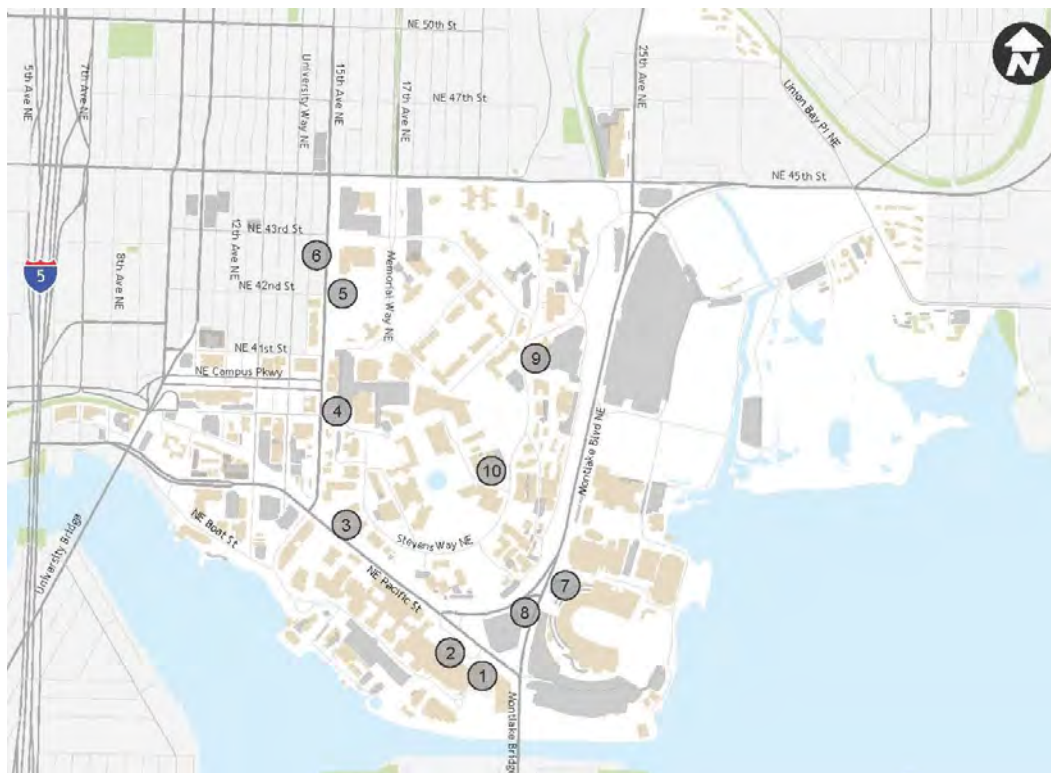 NE 50th St
5th Ave NE
7th Ave NE
University Way NE
15th Ave NE
17th Ave NE
25th Ave NE
N
NE 47th St
Union Bay Pl NE
NE 45th St
NE 43rd St
12th Ave NE
6
Memorial Way NE
8th Ave NE
5
NE 42nd St
5
NE 41st St
9
NE Campus Pkwy
4
Montlake Blvd NE
10
3
NE Boat St
Stevens Way NE
University Bridge
NE Pacific St
7
8
2
1
Montlake Bridge